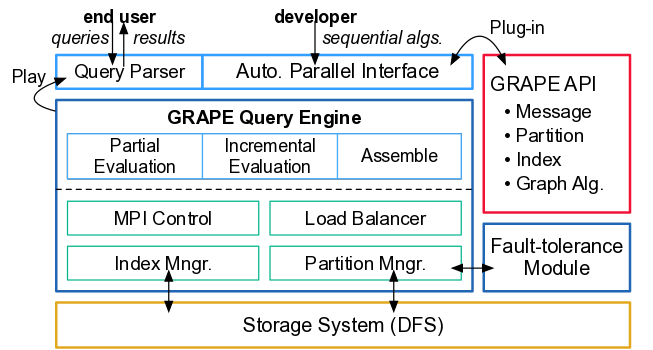 end user
developer
queries
results
sequential algs.
Plug-in
Play
Query Parser
Auto. Parallel Interface
GRAPE API
• Message
• Partition
• Index
• Graph Alg.
GRAPE Query Engine
Partial
Evaluation
Incremental
Evaluation
Assemble
MPI Control
Load Balancer
Index Mngr.
Partition Mngr.
Fault-tolerance
Module
Storage System (DFS)